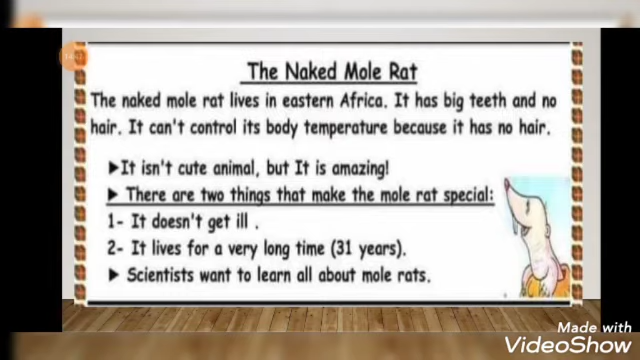 The Naked Mole Rat
The naked mole rat lives in eastern Africa. It has big teeth and no
hair. It can't control its body temperature because it has no hair.
▶It isn't cute animal, but It is amazing!
▶ There are two things that make the mole rat special:
1- It doesn't get ill .
2- It lives for a very long time (31 years).
▶ Scientists want to learn all about mole rats.
Made with
VideoShow